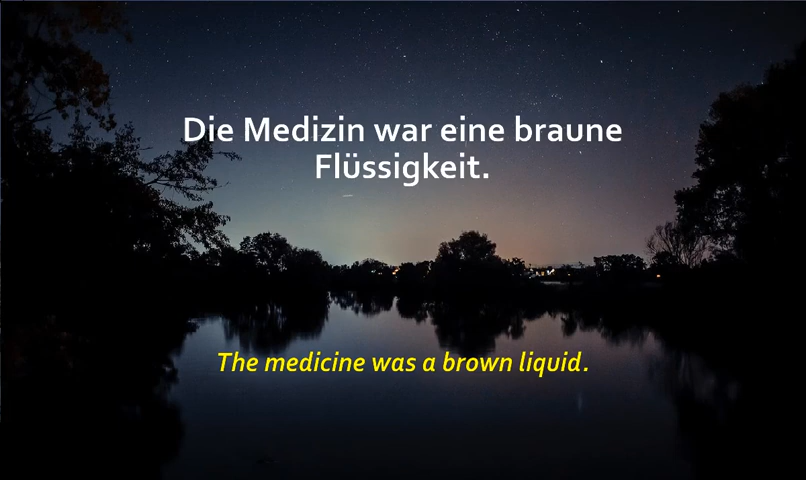 Die Medizin war eine braune
Flüssigkeit.
The medicine was a brown liquid.